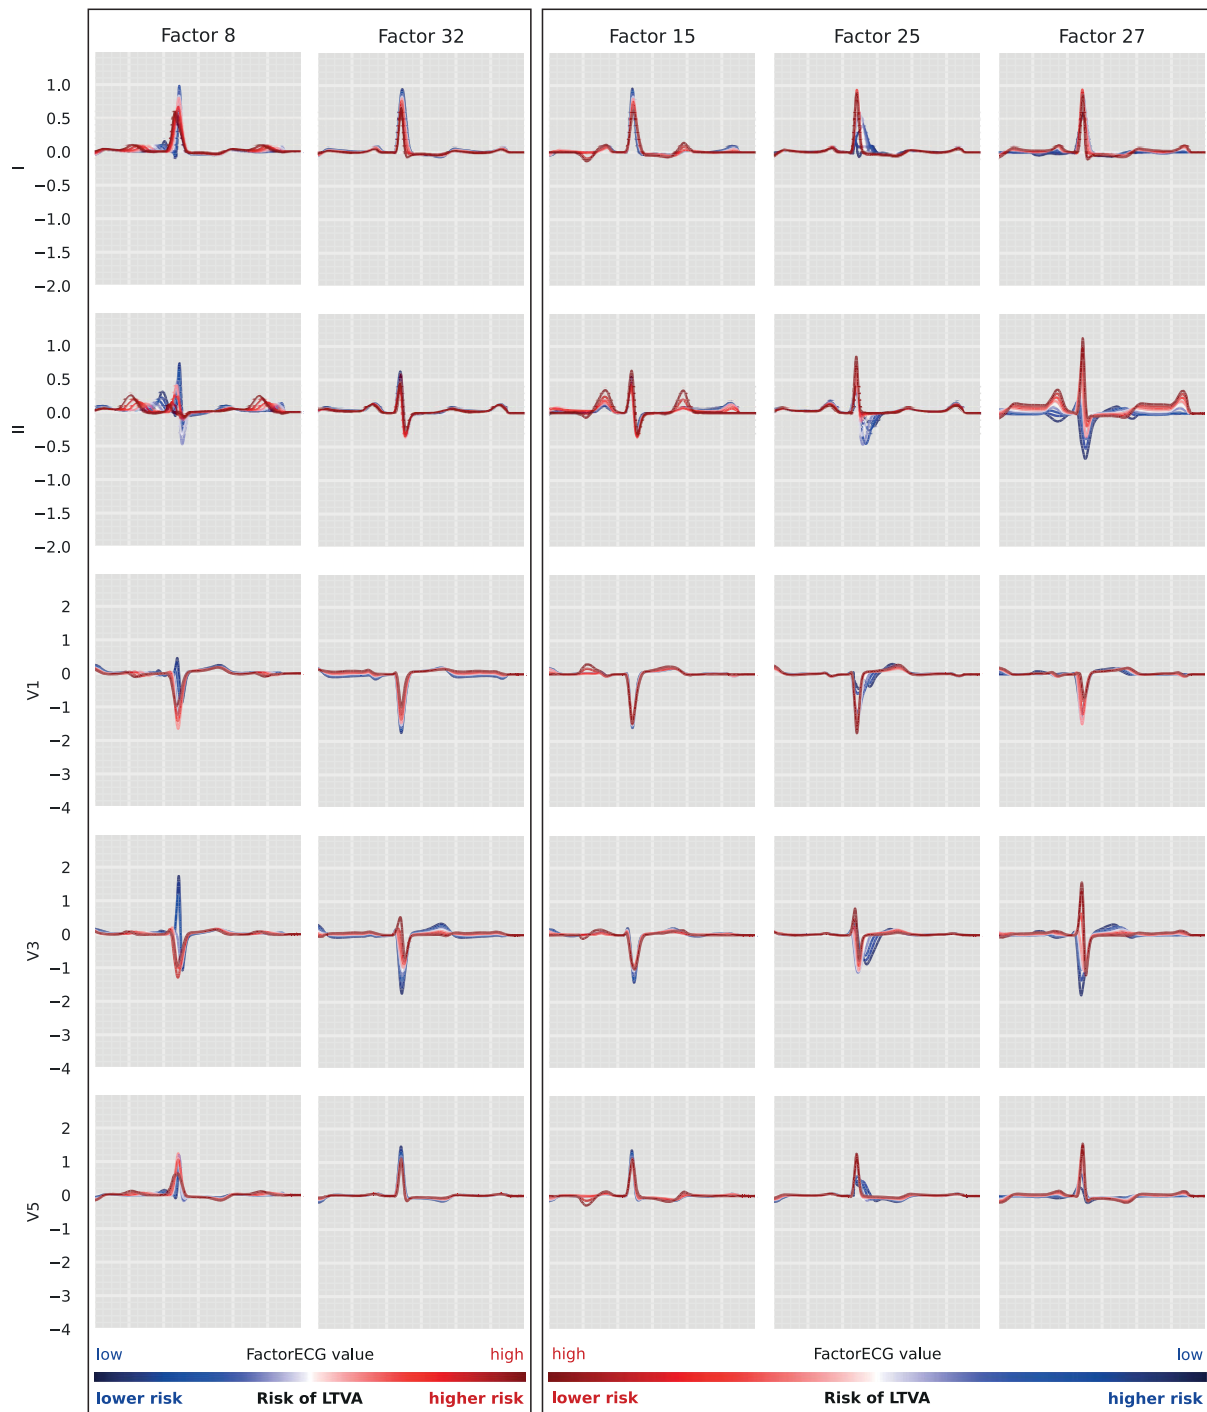 Factor 8
Factor 32
Factor 15
Factor 25
Factor 27
I
1.0
0.5
0.0
−0.5
−1.0
−1.5
−2.0
II
1.0
0.5
0.0
−0.5
−1.0
−1.5
−2.0
V1
2
1
0
−1
−2
−3
−4
V3
2
1
0
−1
−2
−3
−4
V5
2
1
0
−1
−2
−3
−4
low FactorECG value high
lower risk Risk of LTVA higher risk
high FactorECG value low
lower risk Risk of LTVA higher risk